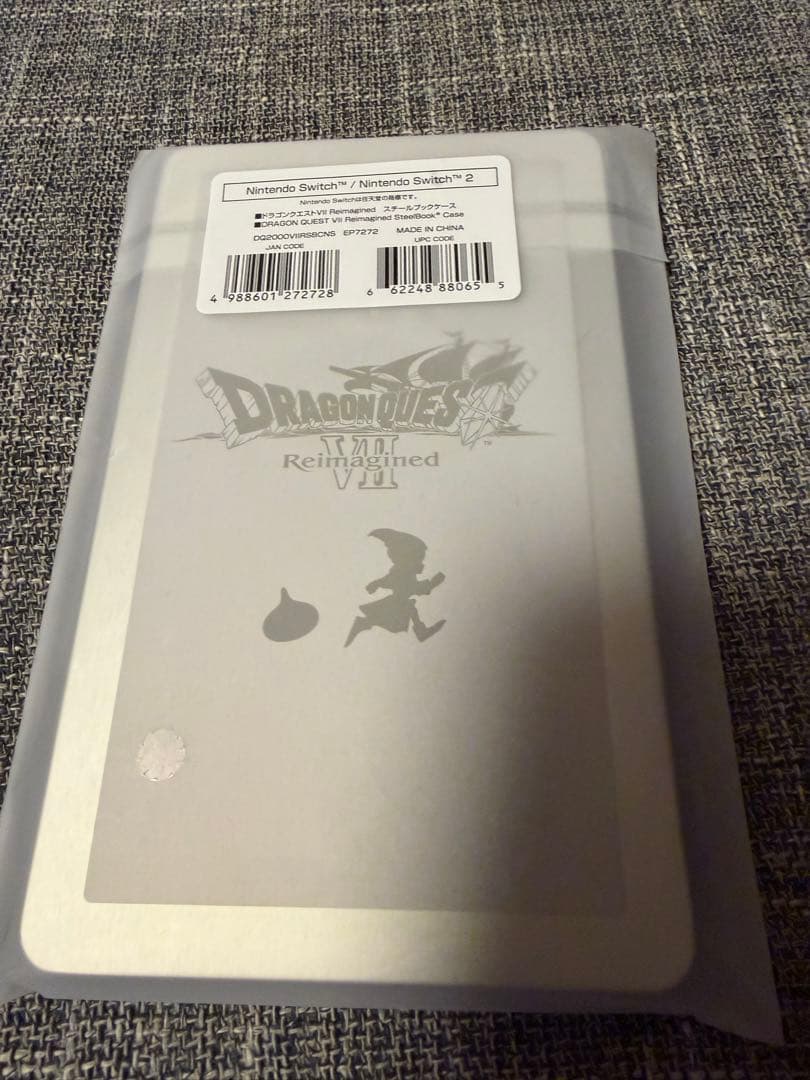 Nintendo Switch™ / Nintendo Switch™ 2
Nintendo Switchは任天堂の商標です。
■ドラゴンクエストVII Reimagined スチールブックケース
■DRAGON QUEST VII Reimagined SteelBook® Case
DQ2000VIIRSBCNS EP7272 MADE IN CHINA
JAN CODE UPC CODE
4 988601 272728 6 62248 88065 5
DRAGON QUEST™
VII
Reimagined